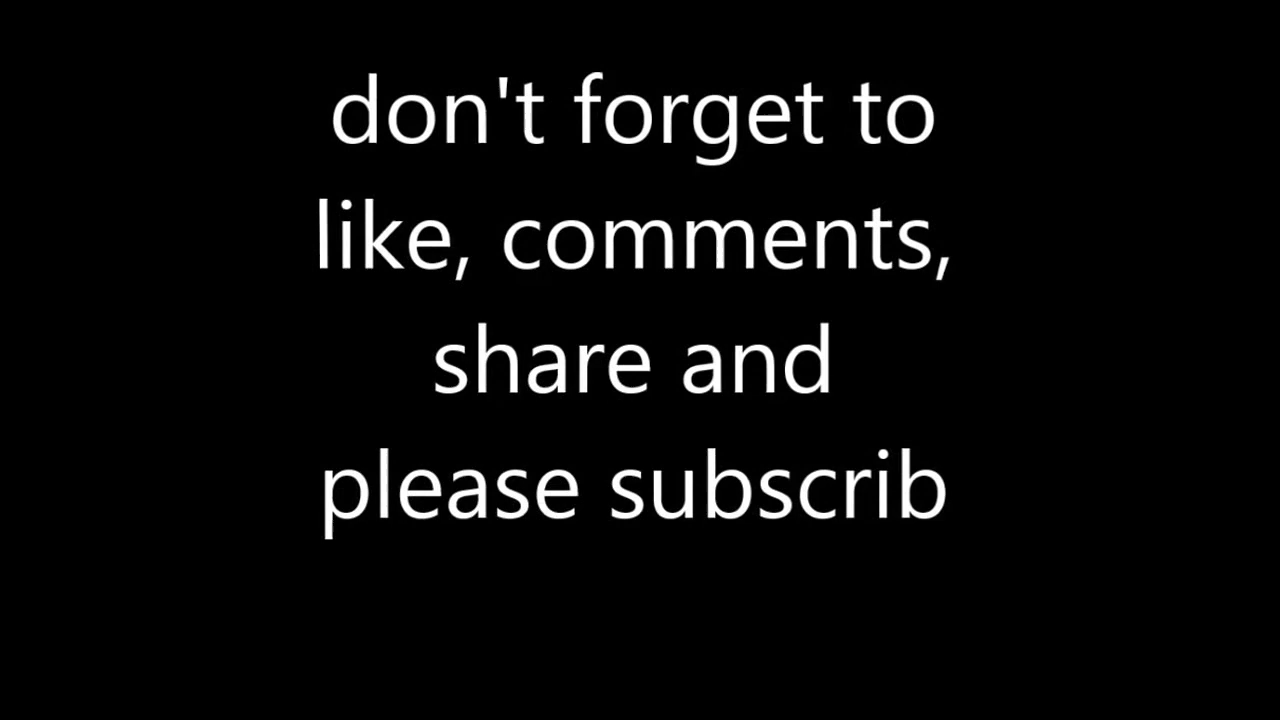 don't forget to
like, comments,
share and
please subscrib